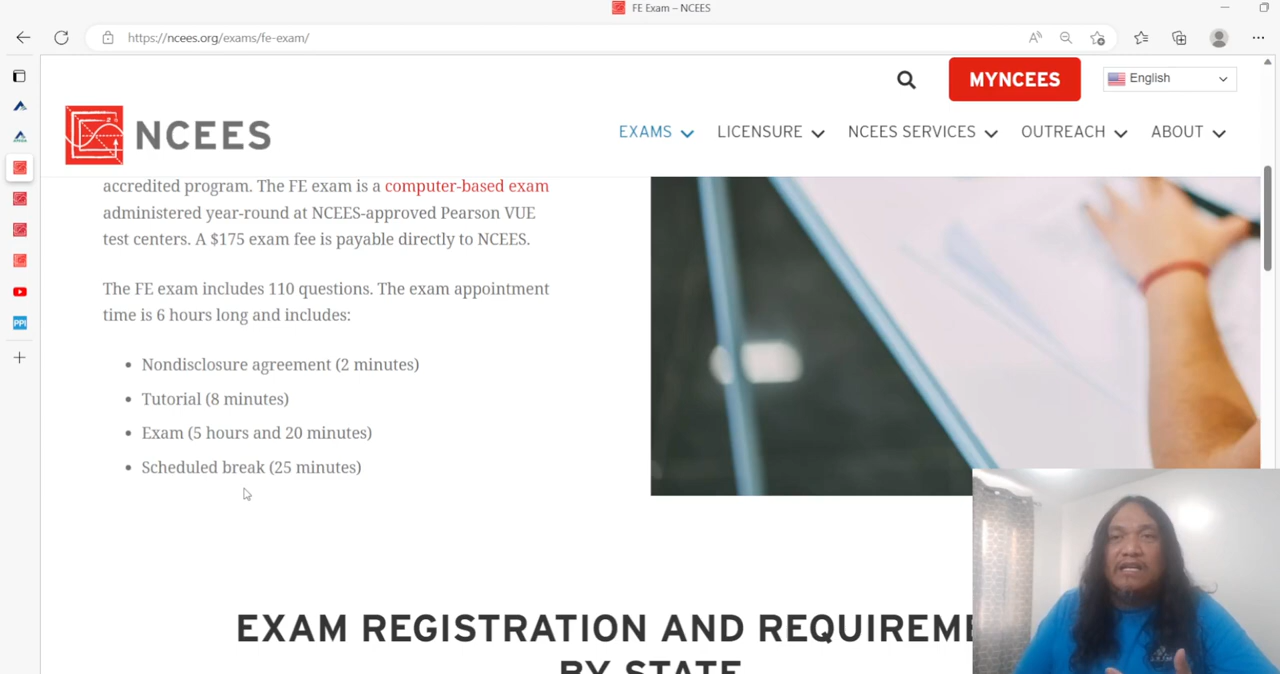 FE Exam – NCEES
https://ncees.org/exams/fe-exam/
MYNCEES
English
NCEES
EXAMS
LICENSURE
NCEES SERVICES
OUTREACH
ABOUT
accredited program. The FE exam is a computer-based exam
administered year-round at NCEES-approved Pearson VUE
test centers. A $175 exam fee is payable directly to NCEES.
The FE exam includes 110 questions. The exam appointment
time is 6 hours long and includes:
• Nondisclosure agreement (2 minutes)
• Tutorial (8 minutes)
• Exam (5 hours and 20 minutes)
• Scheduled break (25 minutes)
PPI
EXAM REGISTRATION AND REQUIREME
BY STATE